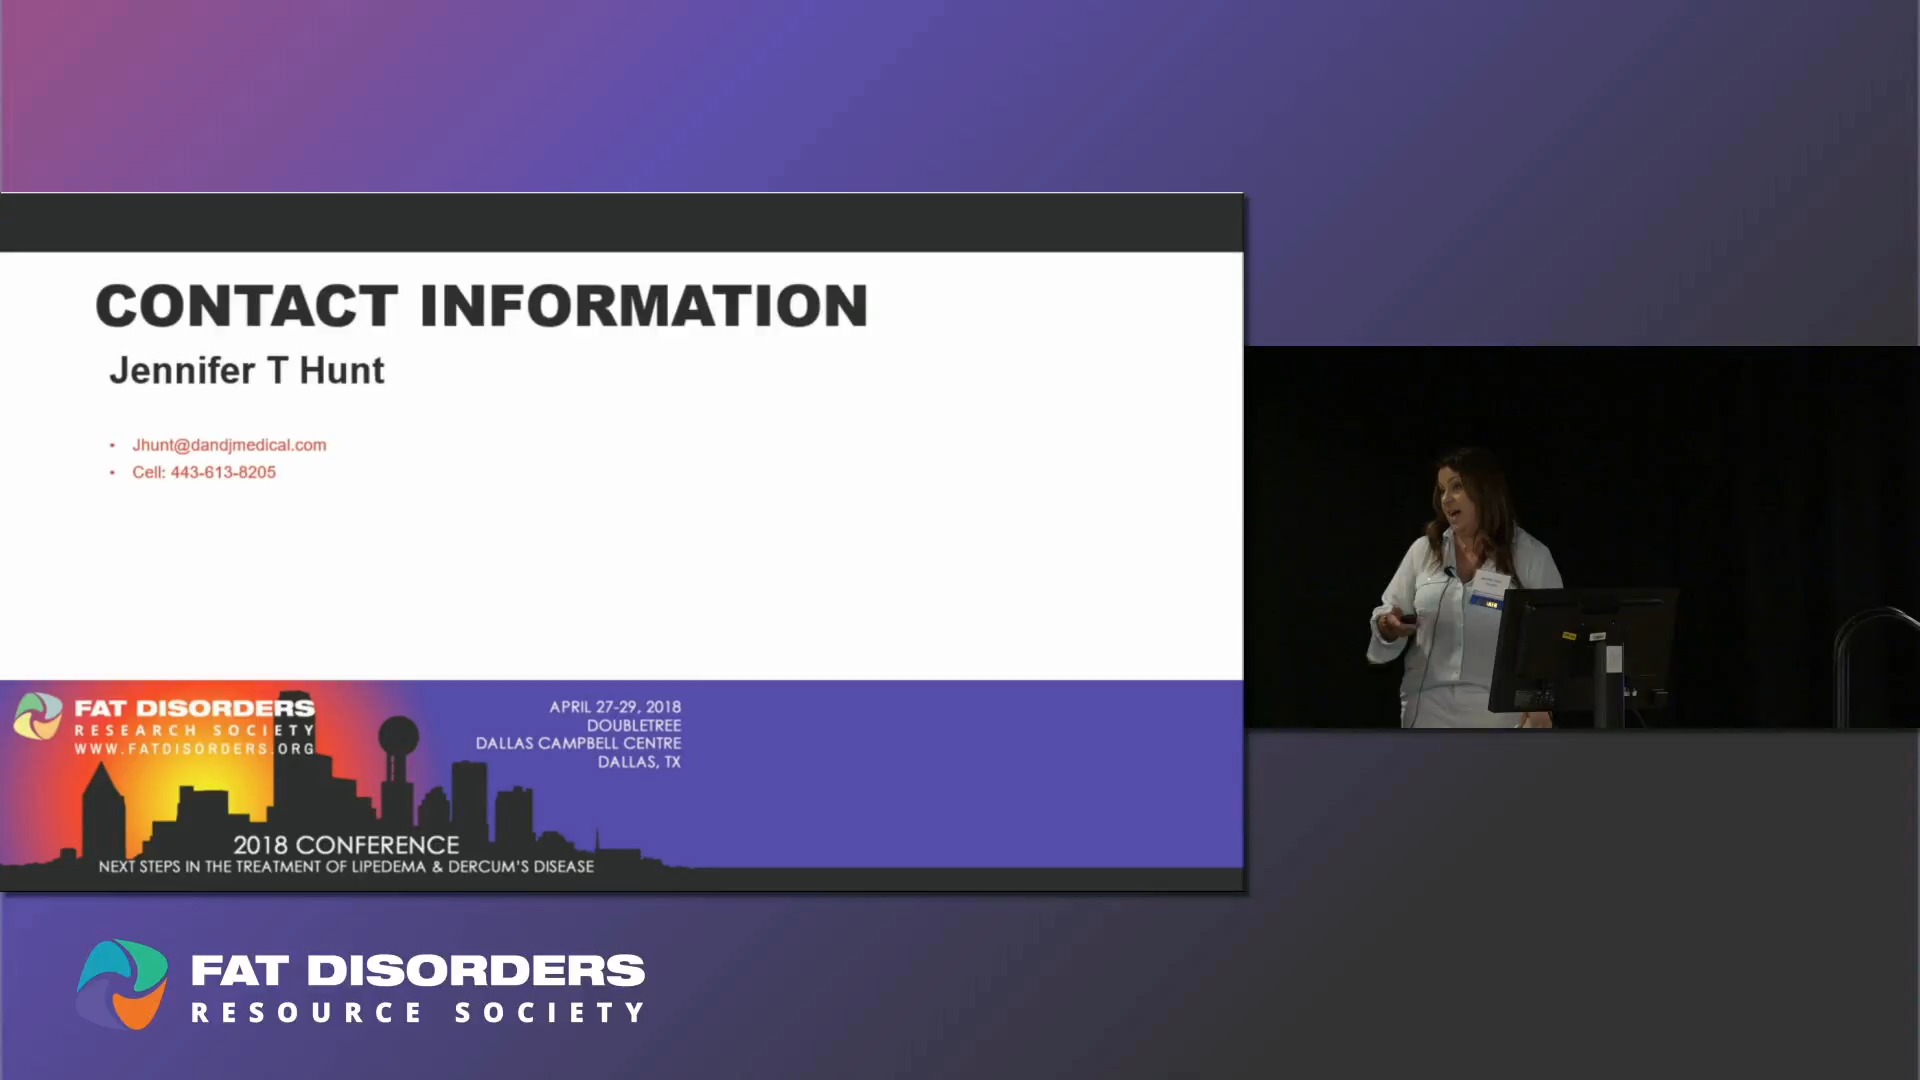 CONTACT INFORMATION
Jennifer T Hunt
• Jhunt@dandjmedical.com
• Cell: 443-613-8205
FAT DISORDERS
RESEARCH SOCIETY
WWW.FATDISORDERS.ORG
APRIL 27-29, 2018
DOUBLETREE
DALLAS CAMPBELL CENTRE
DALLAS, TX
2018 CONFERENCE
NEXT STEPS IN THE TREATMENT OF LIPEDEMA & DERCUM'S DISEASE
FAT DISORDERS
RESOURCE SOCIETY